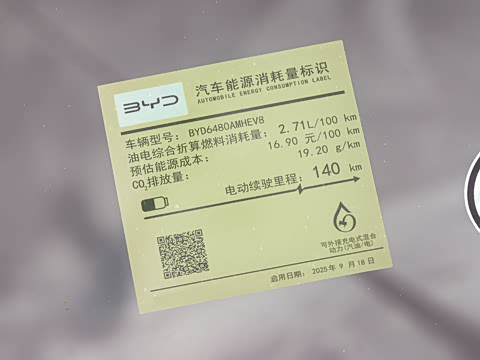 BYD
汽车能源消耗量标识
AUTOMOBILE ENERGY CONSUMPTION LABEL
车辆型号: BYD6480AMHEV8
油电综合折算燃料消耗量: 2.71L/100 km
预估能源成本: 16.90 元/100 km
CO₂排放量: 19.20 g/km
电动续驶里程: 140 km
可外接充电式混合
动力(汽油/电)
启用日期: 2025年 9 月 18 日